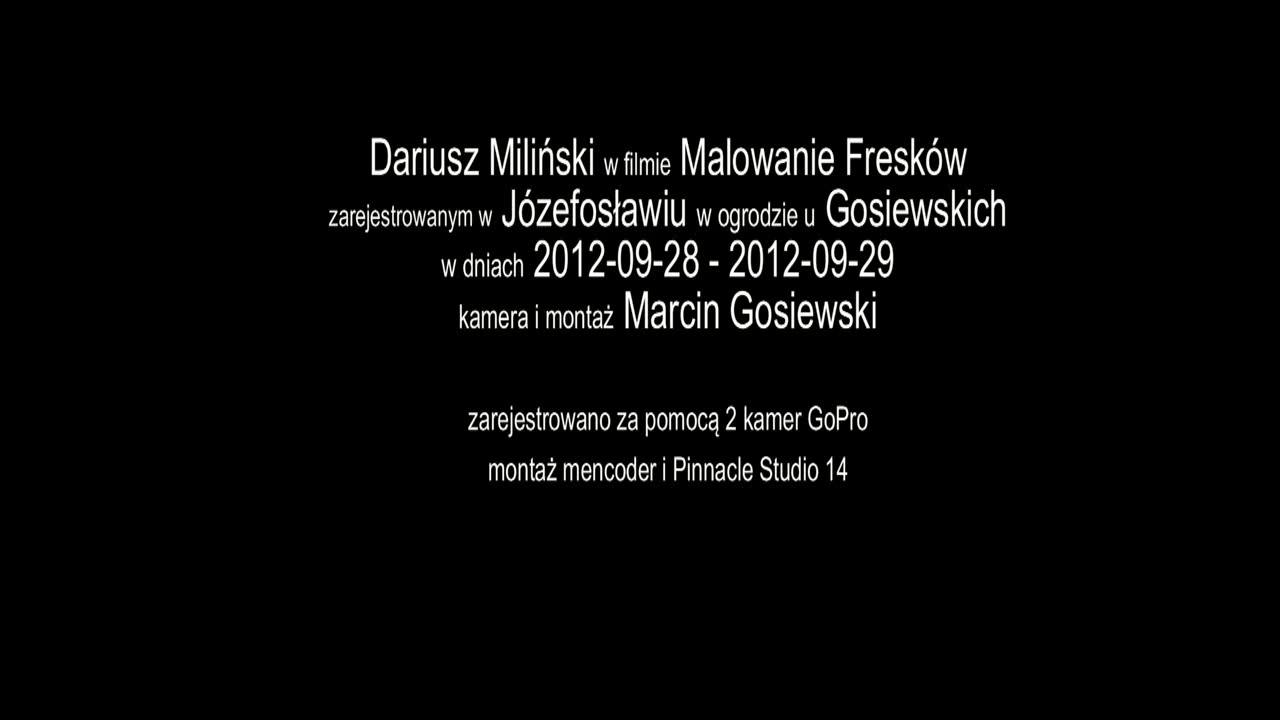 Dariusz Miliński w filmie Malowanie Fresków
zarejestrowanym w Józefosławiu w ogrodzie u Gosiewskich
w dniach 2012-09-28 - 2012-09-29
kamera i montaż Marcin Gosiewski
zarejestrowano za pomocą 2 kamer GoPro
montaż mencoder i Pinnacle Studio 14